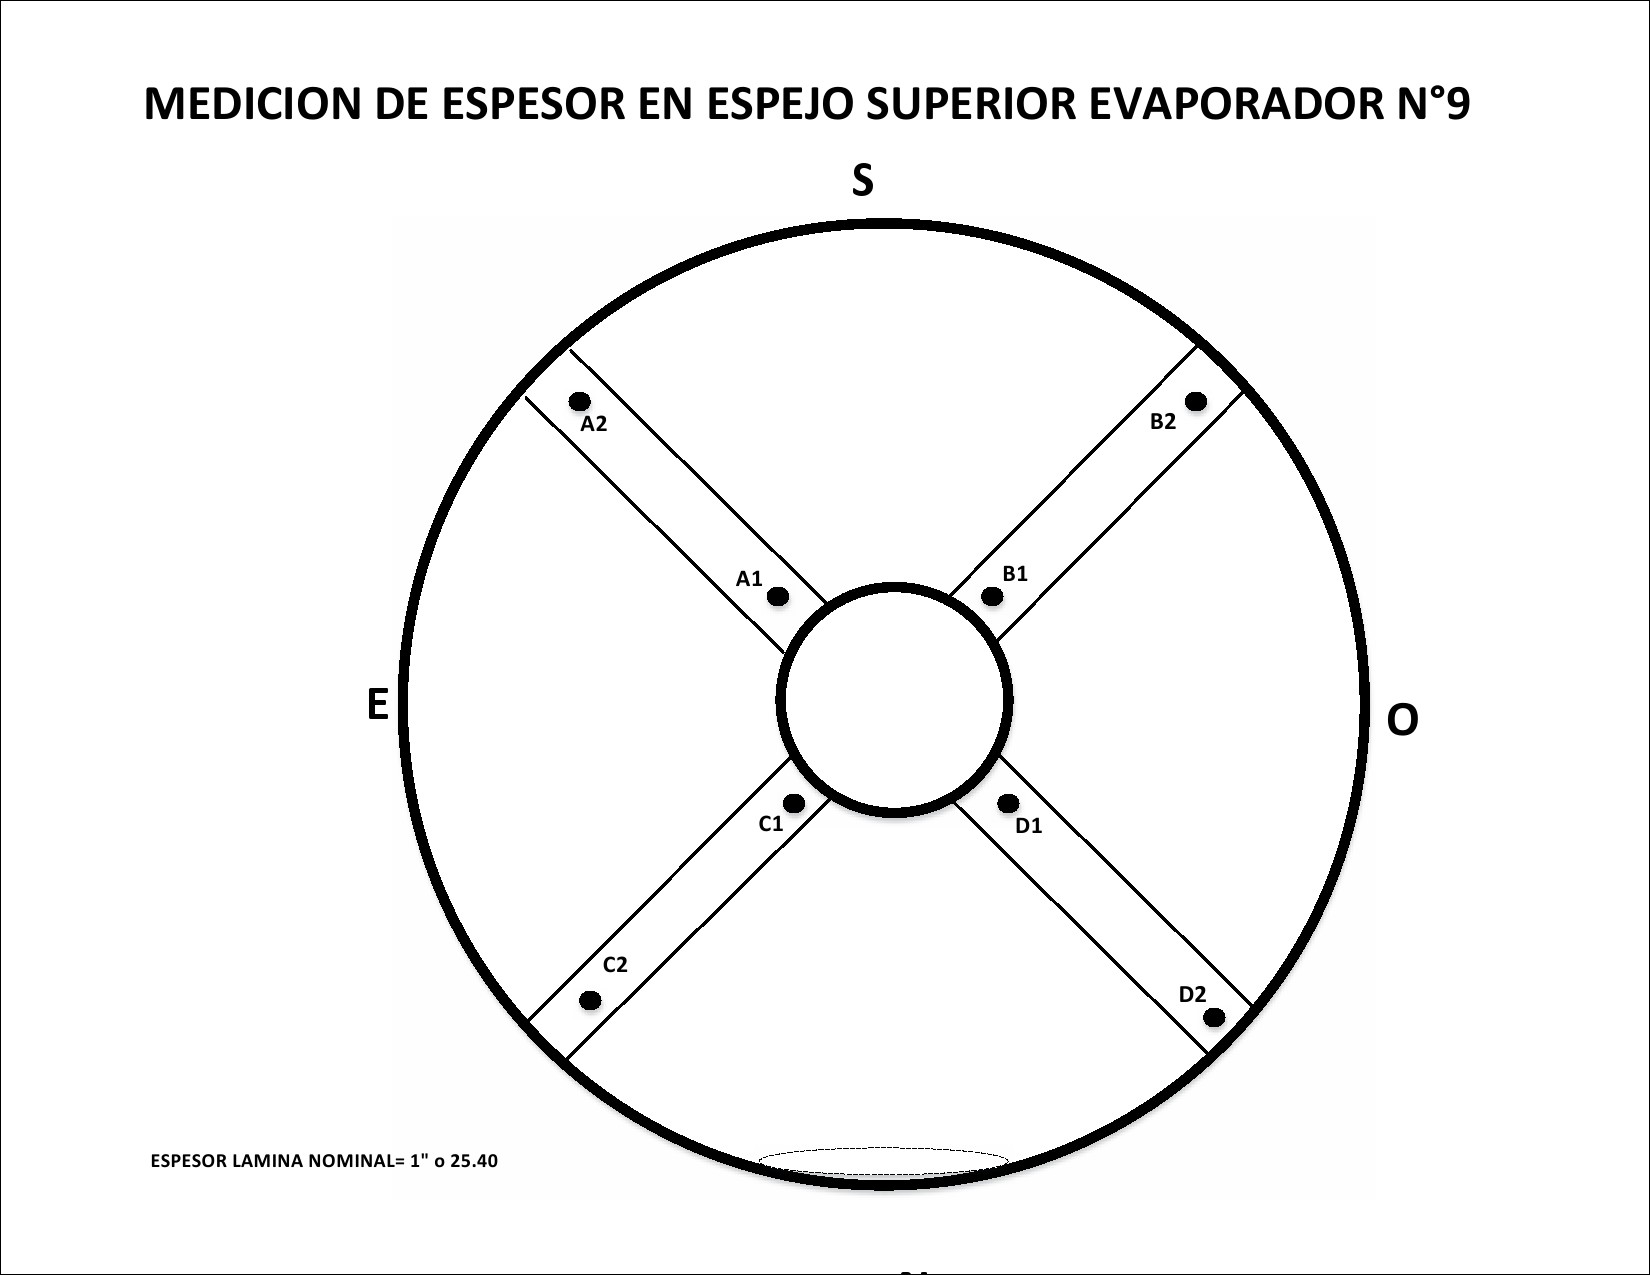 MEDICION DE ESPESOR EN ESPEJO SUPERIOR EVAPORADOR N°9
S
A2
B2
A1
B1
E
O
C1
D1
C2
D2
ESPESOR LAMINA NOMINAL= 1" o 25.40